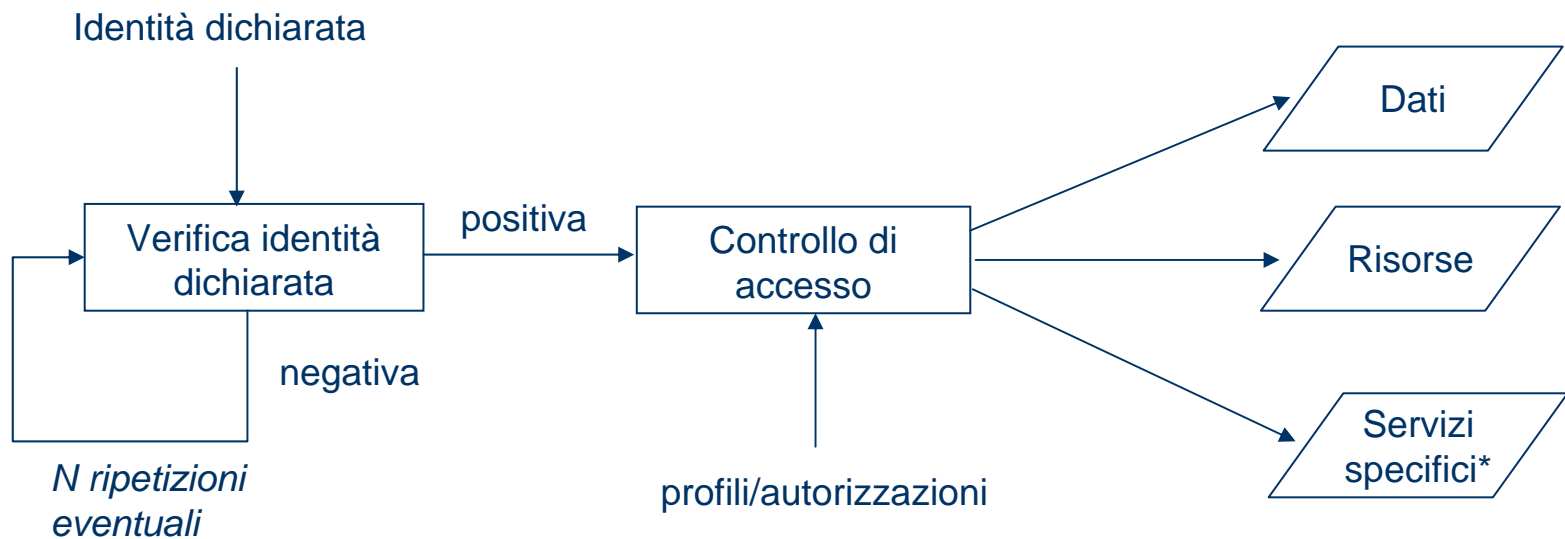 Identità dichiarata
Verifica identità
dichiarata
positiva
negativa
N ripetizioni
eventuali
Controllo di
accesso
profili/autorizzazioni
Dati
Risorse
Servizi
specifici*